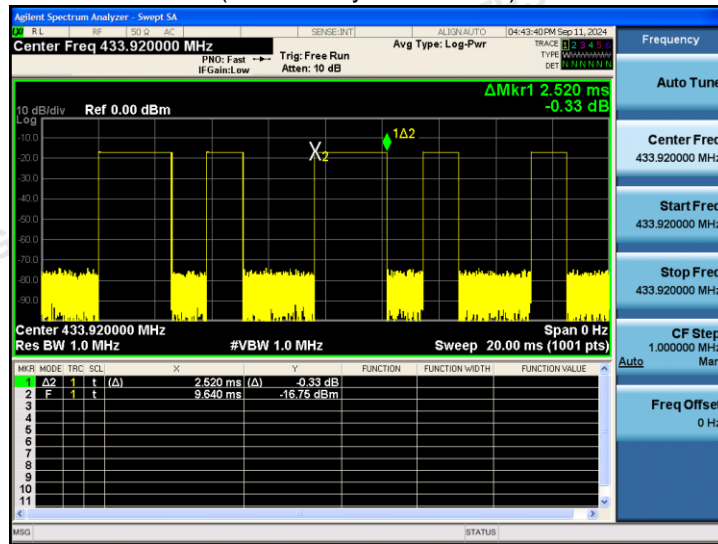 Agilent Spectrum Analyzer - Swept SA
RL RF 50 Ω AC SENSE:INT ALIGN AUTO 04:43:40 PM Sep 11, 2024
Center Freq 433.920000 MHz
PNO: Fast
IFGain:Low
Trig: Free Run
Atten: 10 dB
Avg Type: Log-Pwr
TRACE 1 2 3 4 5 6
TYPE W
DET N N N N N N
ΔMkr1 2.520 ms
-0.33 dB
10 dB/div Ref 0.00 dBm
Log
-10.0
-20.0
-30.0
-40.0
-50.0
-60.0
-70.0
-80.0
-90.0
X2
1Δ2
Center 433.920000 MHz Span 0 Hz
Res BW 1.0 MHz #VBW 1.0 MHz Sweep 20.00 ms (1001 pts)
MKR MODE TRC SCL X Y FUNCTION FUNCTION WIDTH FUNCTION VALUE
1 Δ2 1 t (Δ) 2.520 ms (Δ) -0.33 dB
2 F 1 t 9.640 ms -16.75 dBm
3
4
5
6
7
8
9
10
11
MSG STATUS
Frequency
Auto Tune
Center Freq
433.920000 MHz
Start Freq
433.920000 MHz
Stop Freq
433.920000 MHz
CF Step
1.000000 MHz
Auto Man
Freq Offset
0 Hz